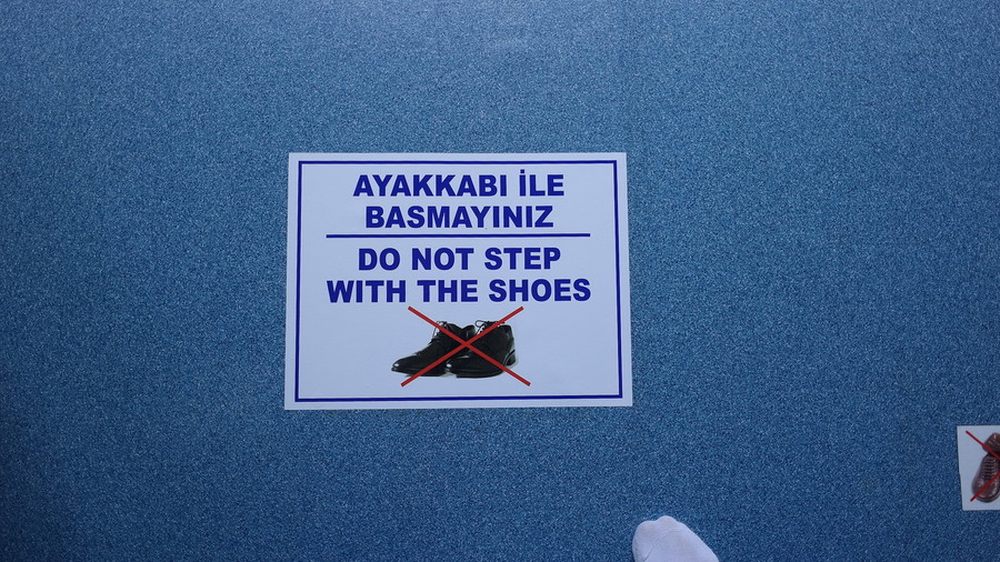 AYAKKABI İLE
BASMAYINIZ
DO NOT STEP
WITH THE SHOES